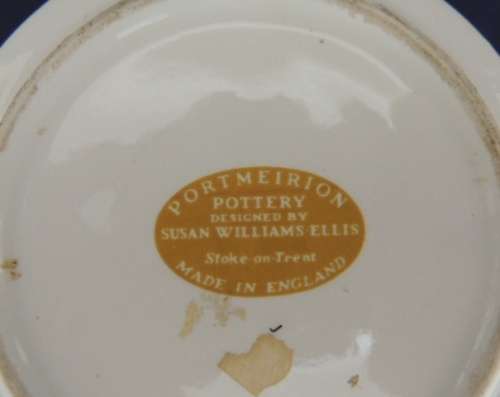 PORTMEIRION
POTTERY
DESIGNED BY
SUSAN WILLIAMS-ELLIS
Stoke-on-Trent
MADE IN ENGLAND